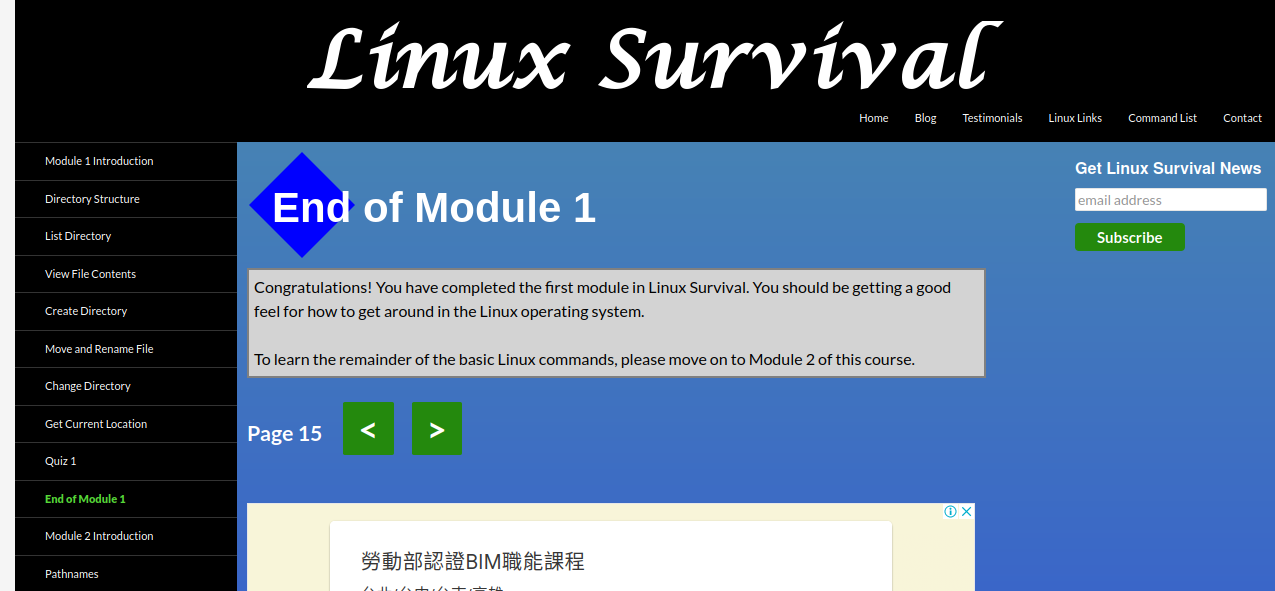 Linux Survival
Home Blog Testimonials Linux Links Command List Contact
Module 1 Introduction
Directory Structure
List Directory
View File Contents
Create Directory
Move and Rename File
Change Directory
Get Current Location
Quiz 1
End of Module 1
Module 2 Introduction
Pathnames
End of Module 1
Congratulations! You have completed the first module in Linux Survival. You should be getting a good
feel for how to get around in the Linux operating system.
To learn the remainder of the basic Linux commands, please move on to Module 2 of this course.
Page 15 < >
勞動部認證BIM職能課程
Get Linux Survival News
email address
Subscribe